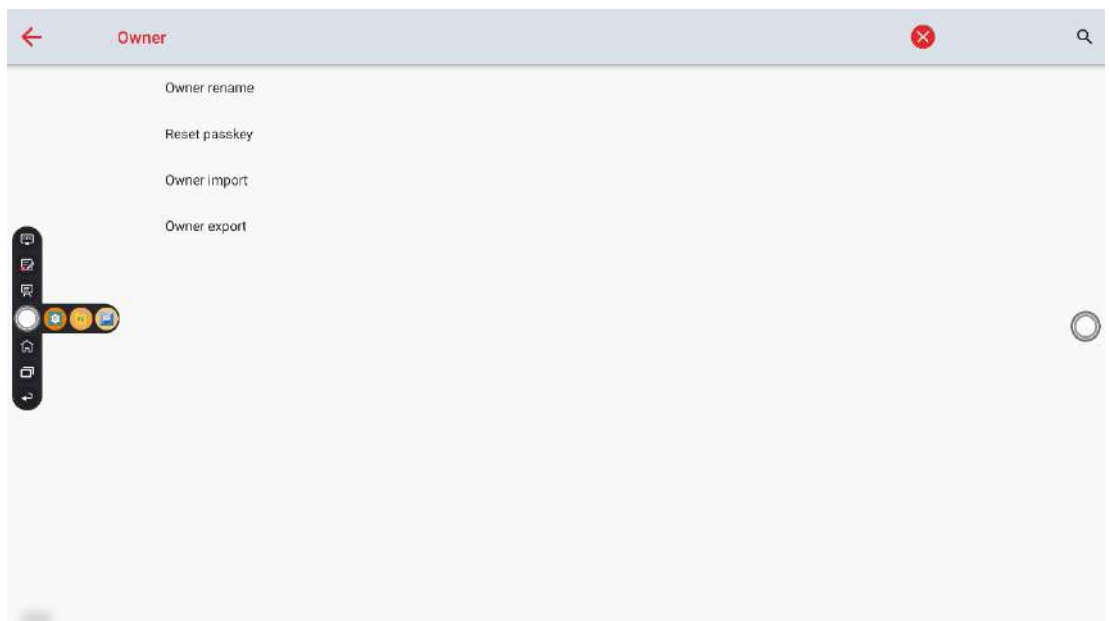 Owner
Owner rename
Reset passkey
Owner import
Owner export